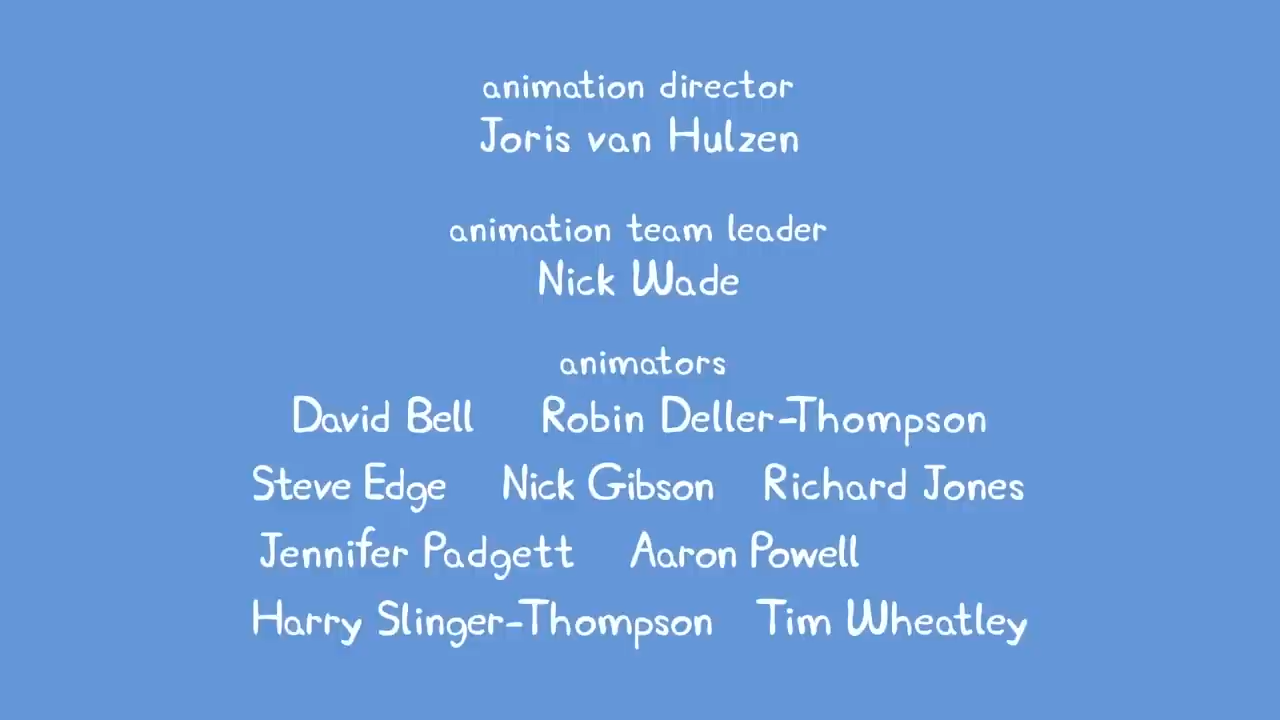 animation director
Joris van Hulzen
animation team leader
Nick Wade
animators
David Bell Robin Deller-Thompson
Steve Edge Nick Gibson Richard Jones
Jennifer Padgett Aaron Powell
Harry Slinger-Thompson Tim Wheatley